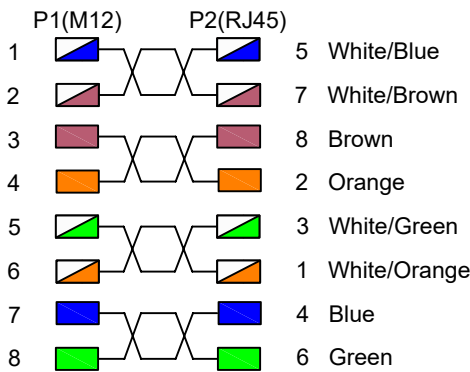 P1(M12) P2(RJ45)
1 5 White/Blue
2 7 White/Brown
3 8 Brown
4 2 Orange
5 3 White/Green
6 1 White/Orange
7 4 Blue
8 6 Green